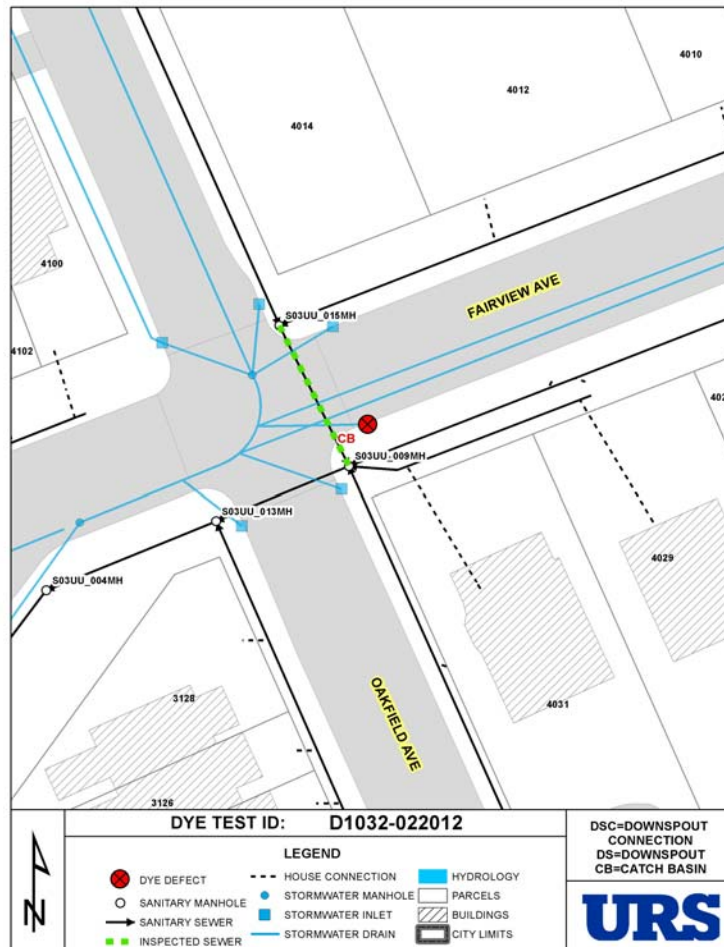 4010
4012
4014
4100
FAIRVIEW AVE
S03UU_015MH
4102
CB
S03UU_009MH
S03UU_013MH
4029
S03UU_004MH
OAKFIELD AVE
3128
4031
3126
DYE TEST ID: D1032-022012
LEGEND
DYE DEFECT
SANITARY MANHOLE
SANITARY SEWER
INSPECTED SEWER
HOUSE CONNECTION
STORMWATER MANHOLE
STORMWATER INLET
STORMWATER DRAIN
HYDROLOGY
PARCELS
BUILDINGS
CITY LIMITS
DSC=DOWNSPOUT
CONNECTION
DS=DOWNSPOUT
CB=CATCH BASIN
N
URS